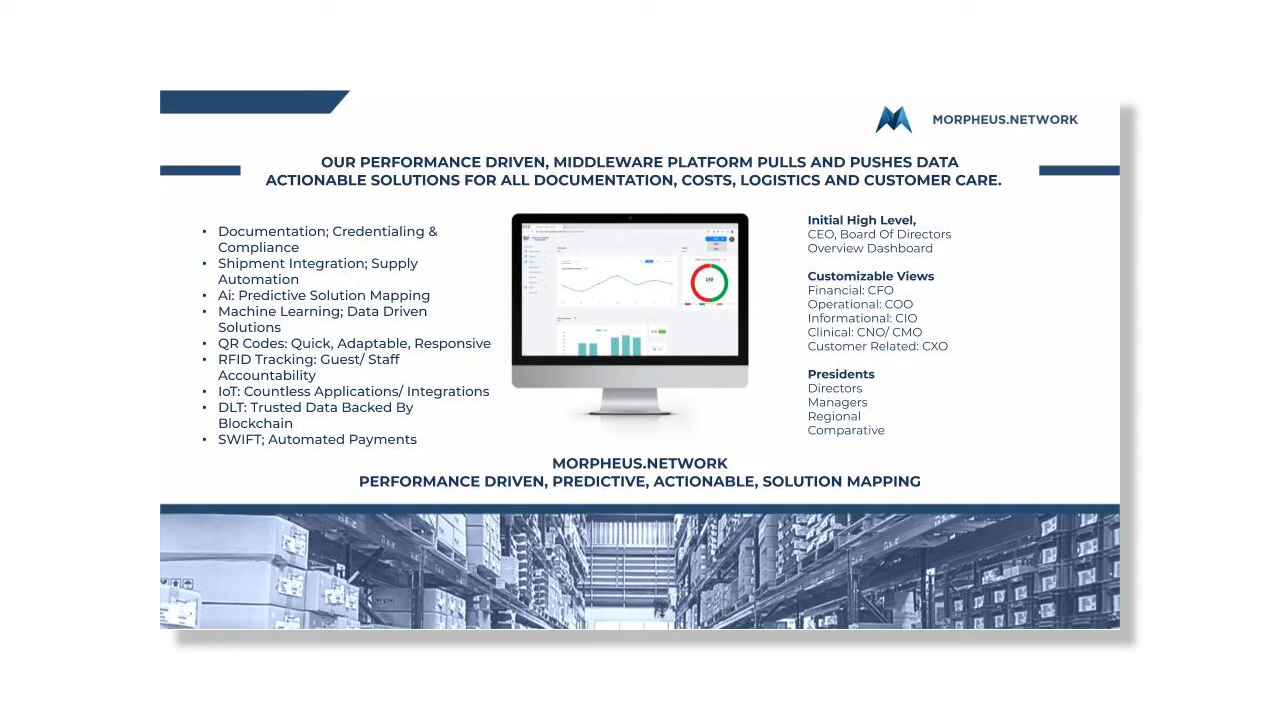 MORPHEUS.NETWORK
OUR PERFORMANCE DRIVEN, MIDDLEWARE PLATFORM PULLS AND PUSHES DATA
ACTIONABLE SOLUTIONS FOR ALL DOCUMENTATION, COSTS, LOGISTICS AND CUSTOMER CARE.
• Documentation; Credentialing &
Compliance
• Shipment Integration; Supply
Automation
• Ai: Predictive Solution Mapping
• Machine Learning; Data Driven
Solutions
• QR Codes: Quick, Adaptable, Responsive
• RFID Tracking: Guest/ Staff
Accountability
• IoT: Countless Applications/ Integrations
• DLT: Trusted Data Backed By
Blockchain
• SWIFT; Automated Payments
Initial High Level,
CEO, Board Of Directors
Overview Dashboard
Customizable Views
Financial: CFO
Operational: COO
Informational: CIO
Clinical: CNO/ CMO
Customer Related: CXO
Presidents
Directors
Managers
Regional
Comparative
MORPHEUS.NETWORK
PERFORMANCE DRIVEN, PREDICTIVE, ACTIONABLE, SOLUTION MAPPING